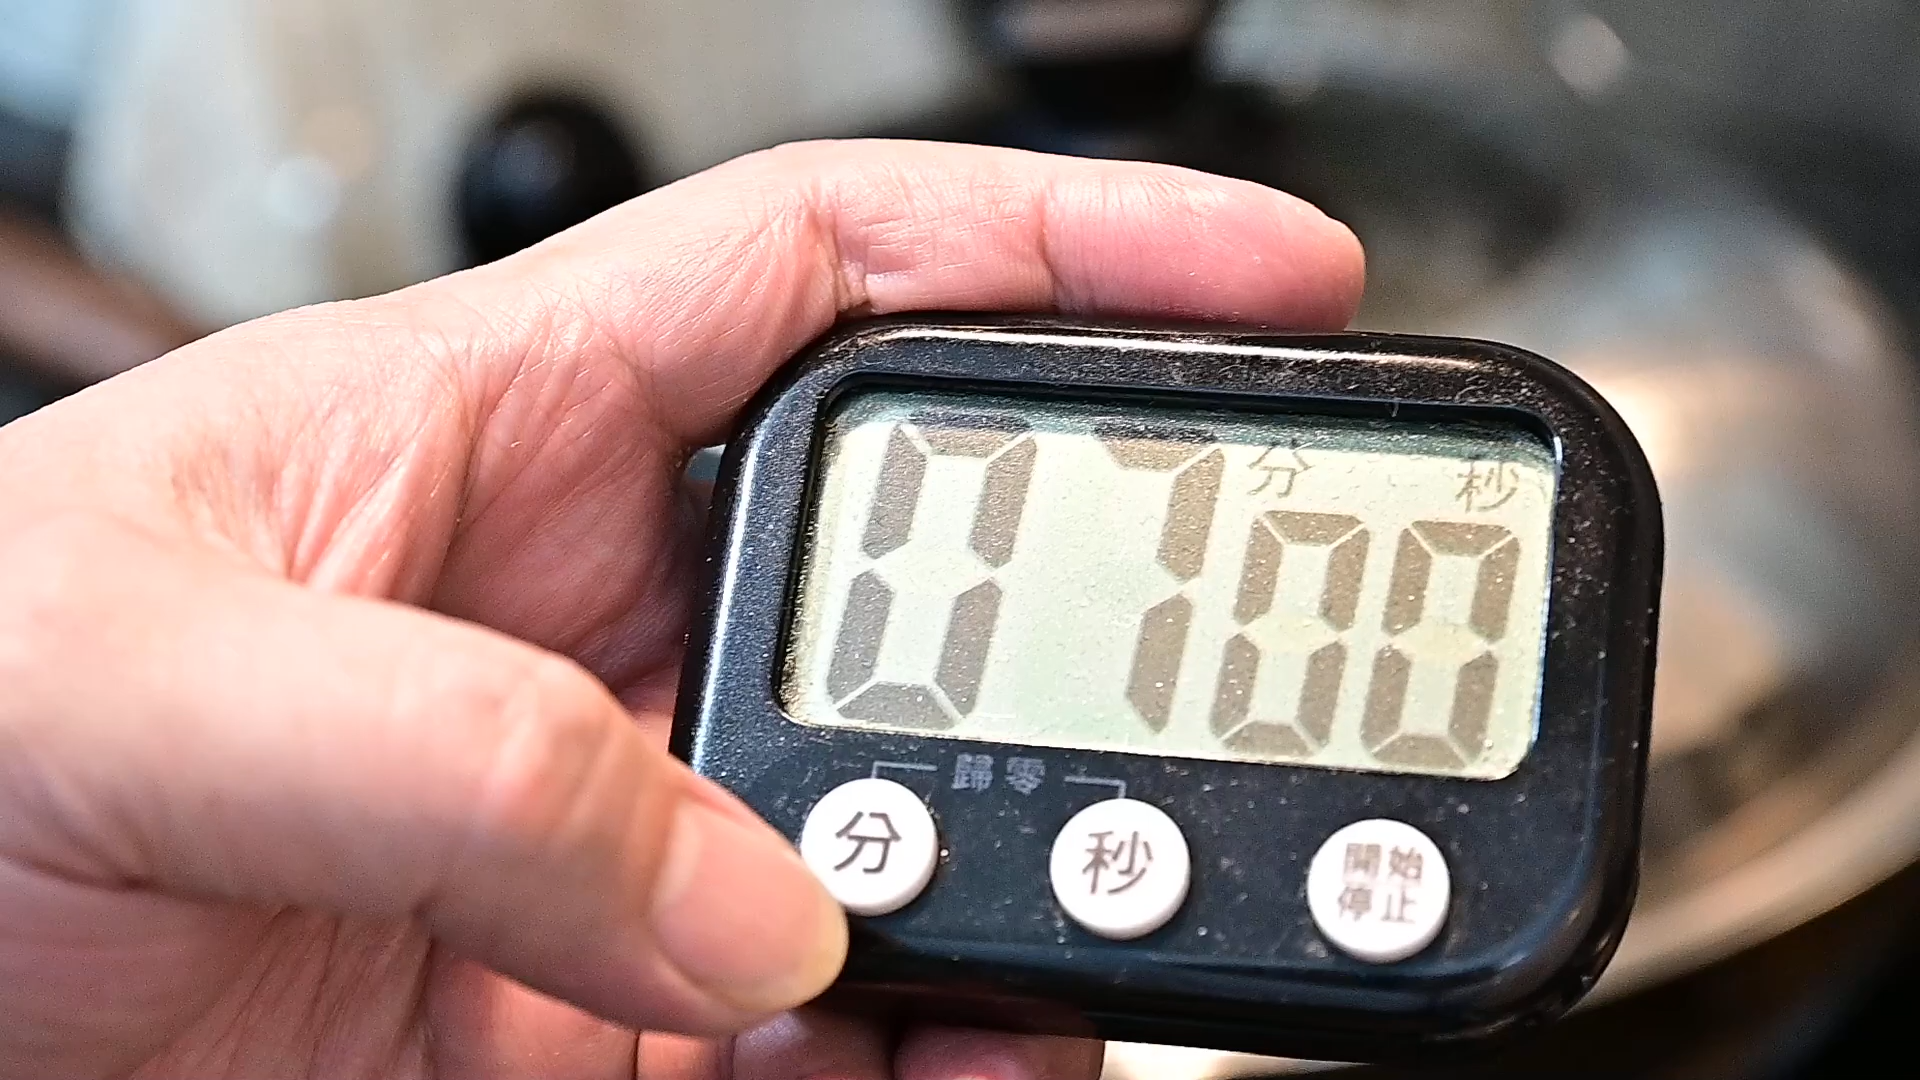 分 秒
07 00
歸零
分 秒 開始
停止